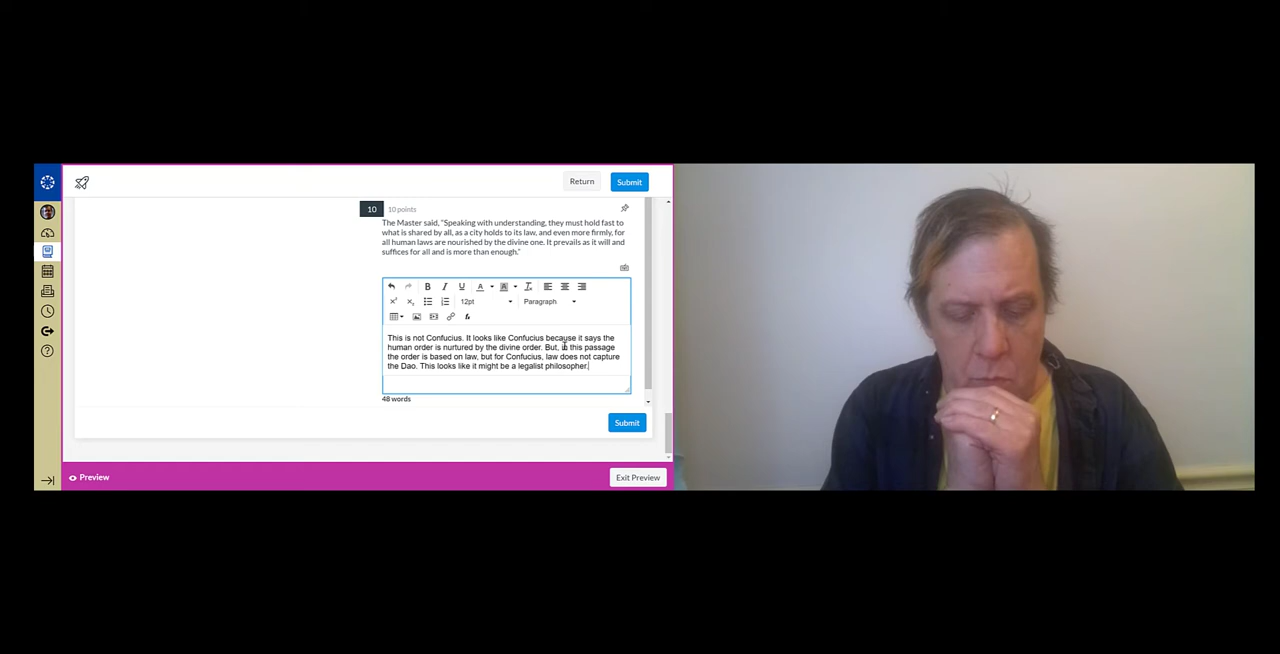 Return
Submit
10
10 points
The Master said, "Speaking with understanding, they must hold fast to
what is shared by all, as a city holds to its law, and even more firmly, for
all human laws are nourished by the divine one. It prevails as it will and
suffices for all and is more than enough."
B I U A A
12pt
Paragraph
This is not Confucius. It looks like Confucius because it says the
human order is nurtured by the divine order. But, in this passage
the order is based on law, but for Confucius, law does not capture
the Dao. This looks like it might be a legalist philosopher.
48 words
Submit
Preview
Exit Preview